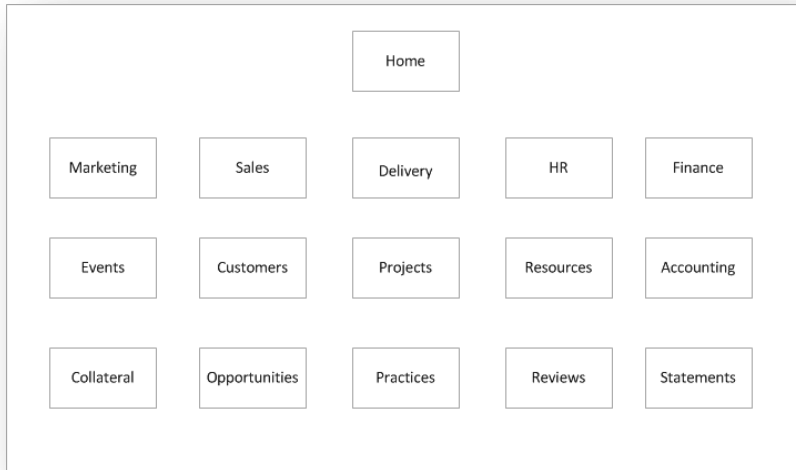 Home
Marketing
Sales
Delivery
HR
Finance
Events
Customers
Projects
Resources
Accounting
Collateral
Opportunities
Practices
Reviews
Statements